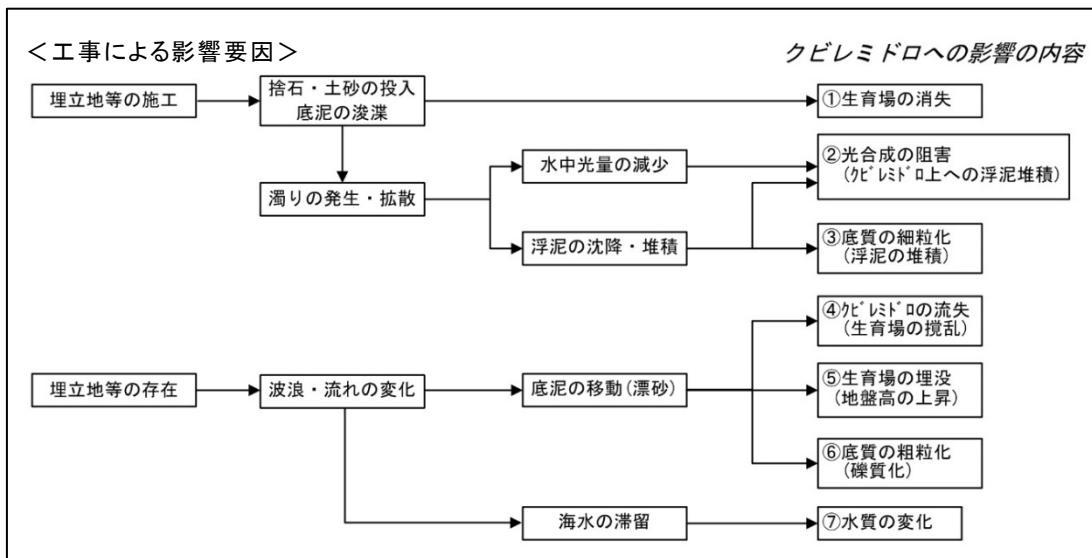 ＜工事による影響要因＞
クビレミドロへの影響の内容
埋立地等の施工
捨石・土砂の投入
底泥の浚渫
①生育場の消失
濁りの発生・拡散
水中光量の減少
②光合成の阻害
(ｸﾋﾞﾚﾐﾄﾞﾛ上への浮泥堆積)
浮泥の沈降・堆積
③底質の細粒化
(浮泥の堆積)
埋立地等の存在
波浪・流れの変化
底泥の移動(漂砂)
④ｸﾋﾞﾚﾐﾄﾞﾛの流失
(生育場の撹乱)
⑤生育場の埋没
(地盤高の上昇)
⑥底質の粗粒化
(礫質化)
海水の滞留
⑦水質の変化